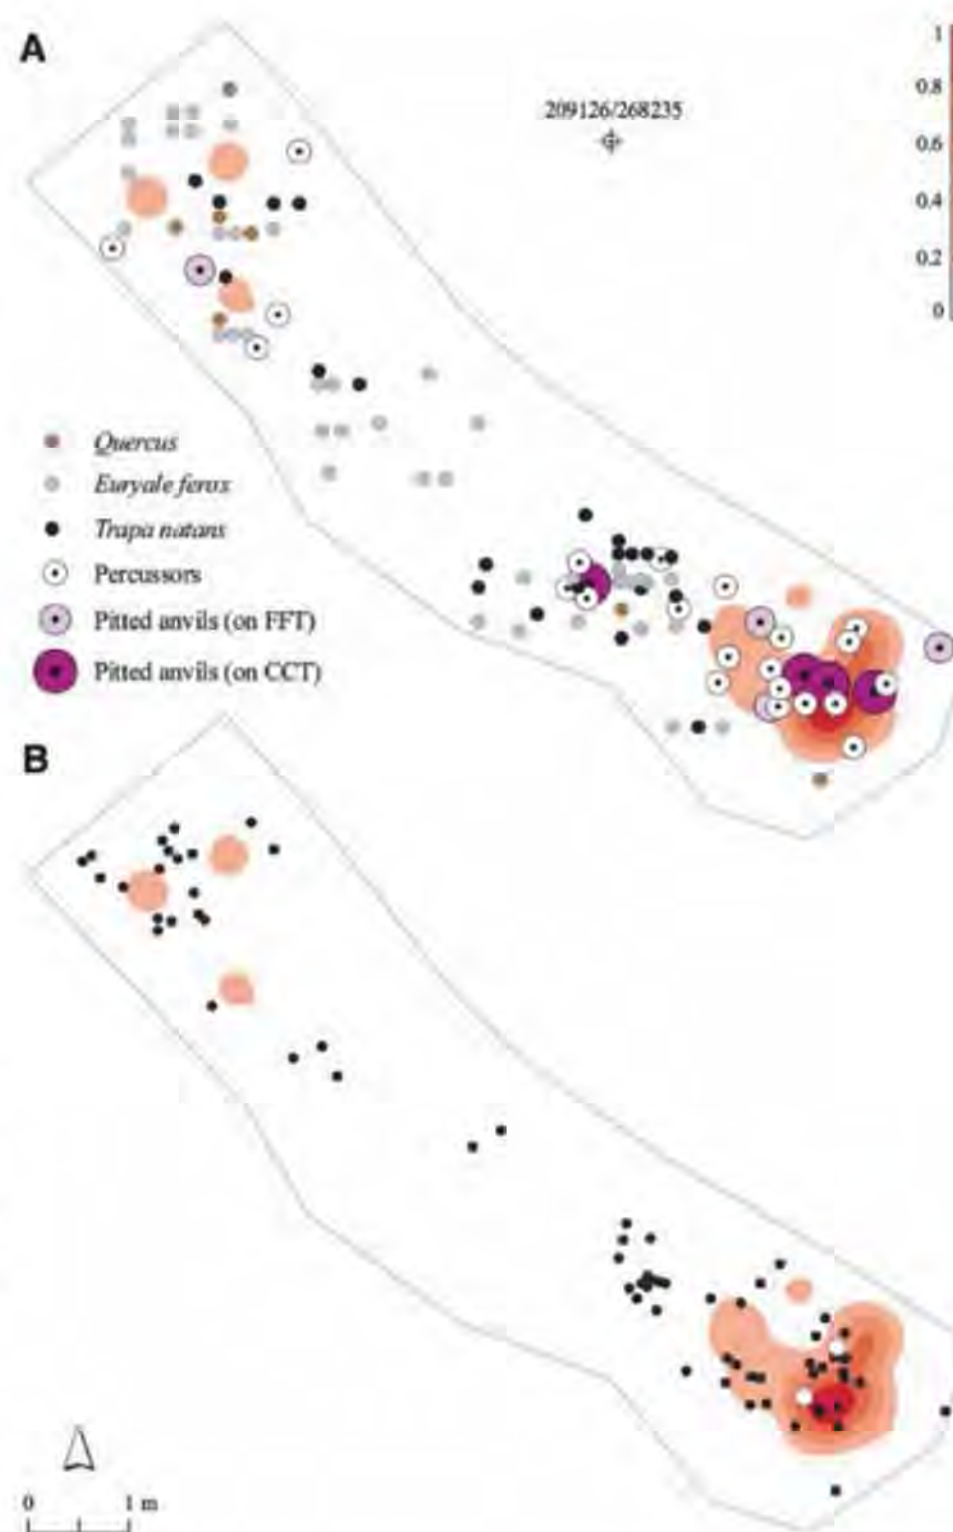 A
209126/268235
1
0.8
0.6
0.4
0.2
0
Quercus
Euryale ferox
Trapa natans
Percussors
Pitted anvils (on FFT)
Pitted anvils (on CCT)
B
0 1 m